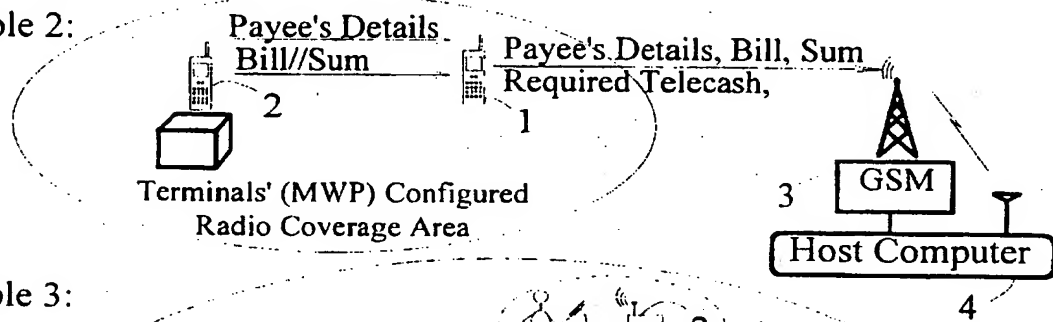 ple 2:
Payee's Details
Bill//Sum
Payee's Details, Bill, Sum
Required Telecash,
2
1
Terminals' (MWP) Configured
Radio Coverage Area
3
GSM
Host Computer
4
ple 3: